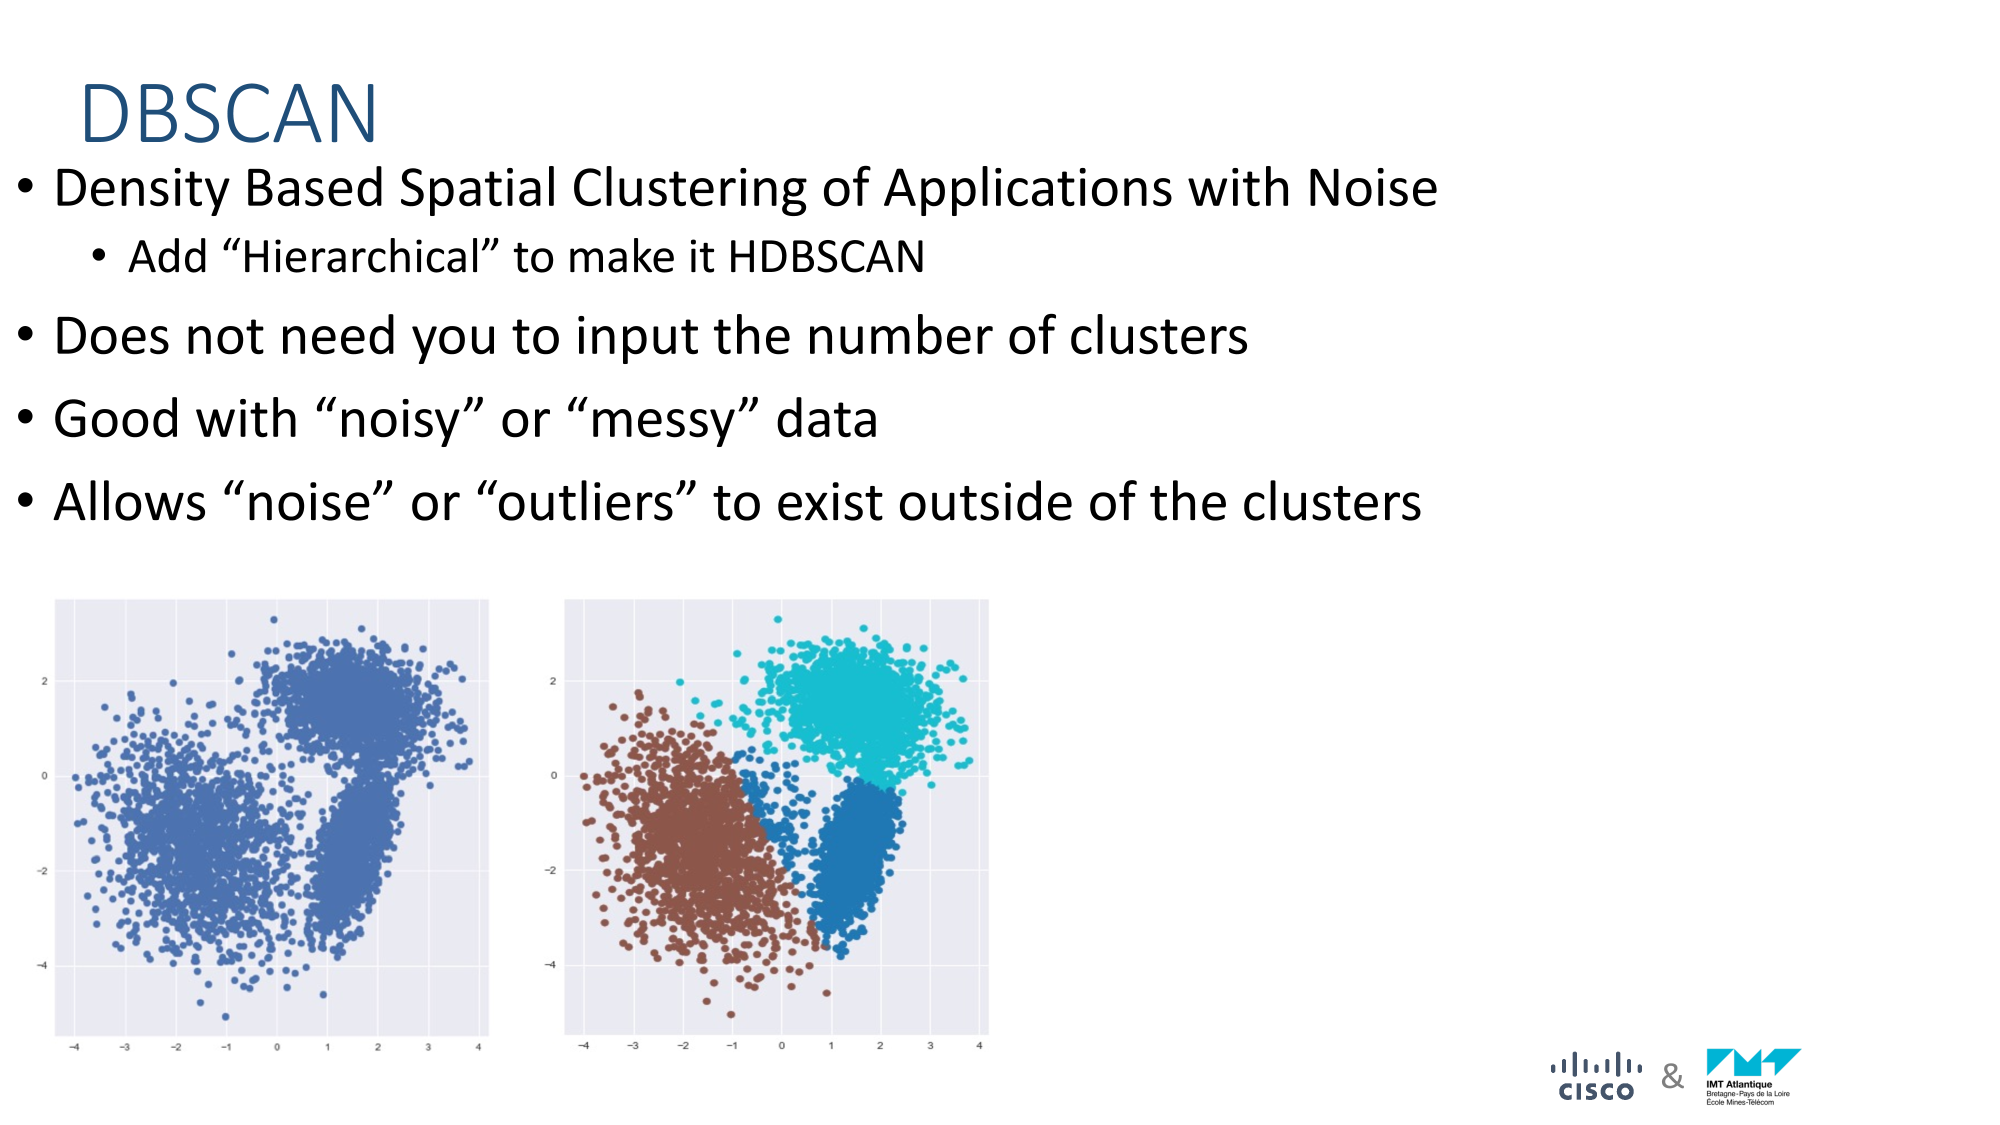 DBSCAN
• Density Based Spatial Clustering of Applications with Noise
• Add “Hierarchical” to make it HDBSCAN
• Does not need you to input the number of clusters
• Good with “noisy” or “messy” data
• Allows “noise” or “outliers” to exist outside of the clusters
2
0
−2
−4
−4 −3 −2 −1 0 1 2 3 4
2
0
−2
−4
−4 −3 −2 −1 0 1 2 3 4
CISCO
&
IMT Atlantique
Bretagne-Pays de la Loire
École Mines-Télécom